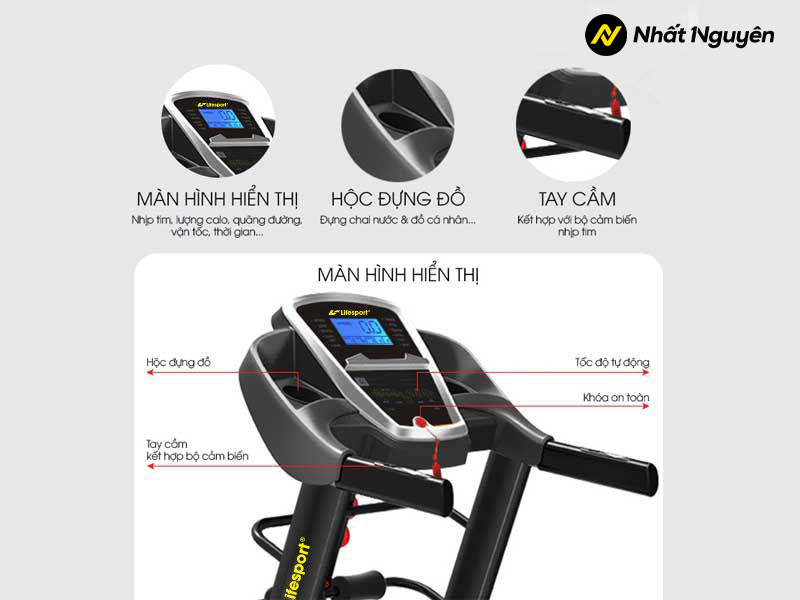 Nhất Nguyên
Lifesport®
MÀN HÌNH HIỂN THỊ
Nhịp tim, lượng calo, quãng đường,
vận tốc, thời gian...
HỘC ĐỰNG ĐỒ
Đựng chai nước & đồ cá nhân...
TAY CẦM
Kết hợp với bộ cảm biến
nhịp tim
MÀN HÌNH HIỂN THỊ
Lifesport®
0.0
Hộc đựng đồ
Tốc độ tự động
Khóa an toàn
Tay cầm
kết hợp bộ cảm biến
lifesport®